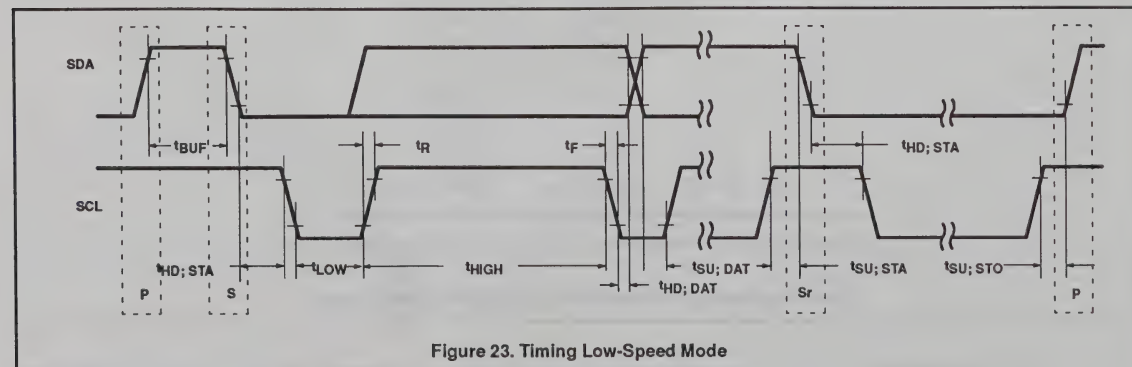 SDA
tBUF
tR
tF
tHD; STA
SCL
tHD; STA
tLOW
tHIGH
tHD; DAT
tSU; DAT
tSU; STA
tSU; STO
P
S
Sr
P
Figure 23. Timing Low-Speed Mode